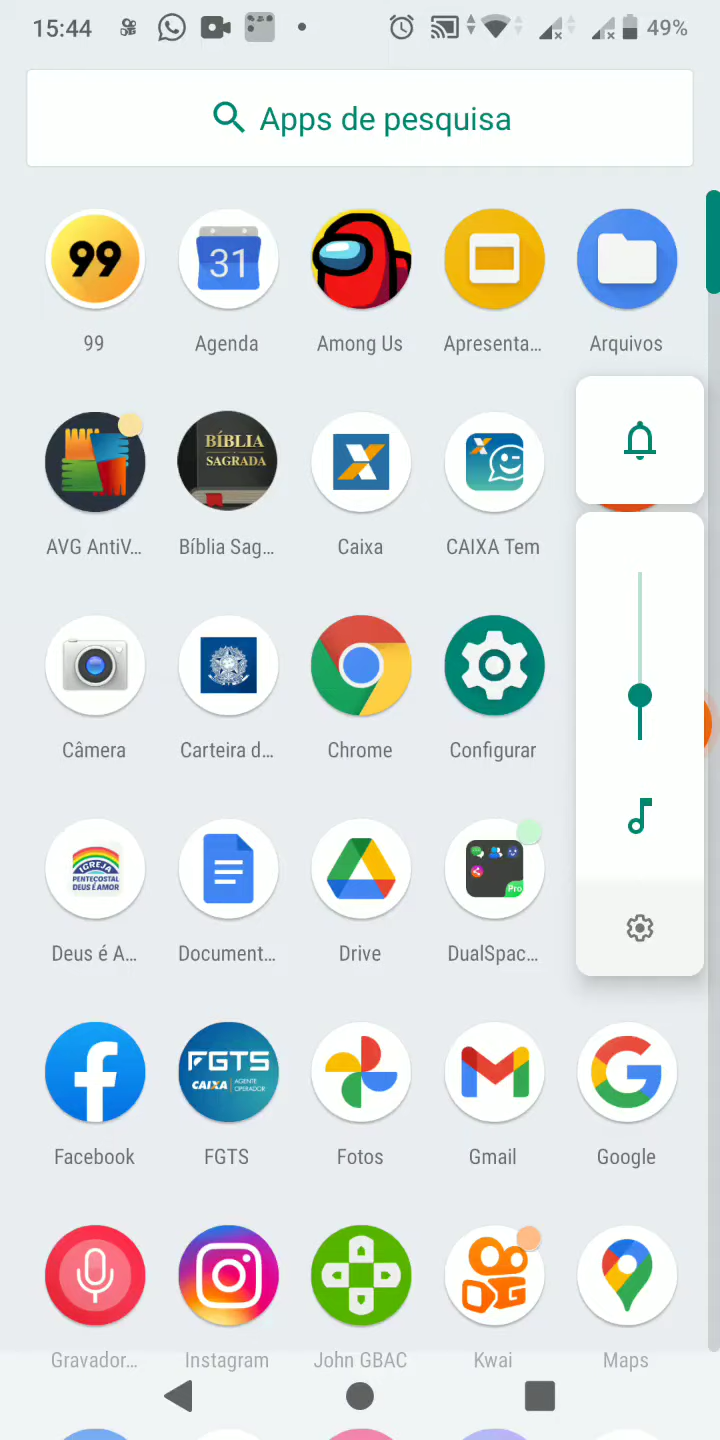 15:44
49%
Apps de pesquisa
99
31
99
Agenda
Among Us
Apresenta...
Arquivos
BÍBLIA
SAGRADA
AVG AntiV...
Bíblia Sag...
Caixa
CAIXA Tem
Câmera
Carteira d...
Chrome
Configurar
IGREJA
PENTECOSTAL
DEUS É AMOR
Pro
Deus é A...
Document...
Drive
DualSpac...
FGTS
CAIXA AGENTE OPERADOR
Facebook
FGTS
Fotos
Gmail
Google
Gravador...
Instagram
John GBAC
Kwai
Maps